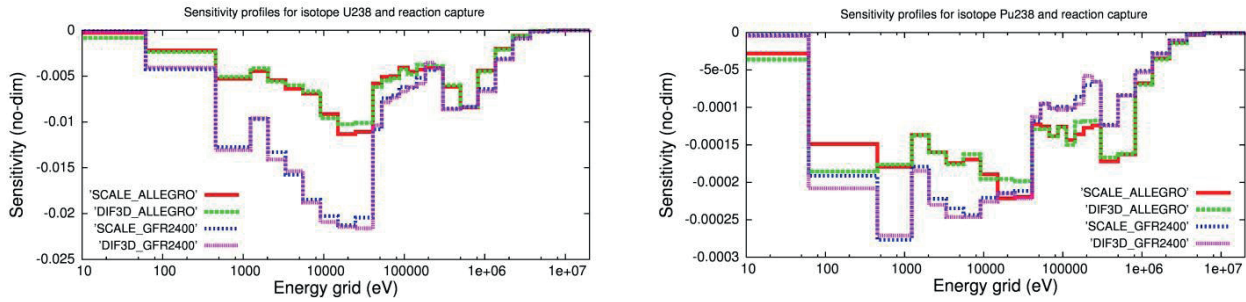 Sensitivity profiles for isotope U238 and reaction capture
0
-0.005
-0.01
-0.015
-0.02
-0.025
Sensitivity (no-dim)
'SCALE_ALLEGRO'
'DIF3D_ALLEGRO'
'SCALE_GFR2400'
'DIF3D_GFR2400'
10 100 1000 10000 100000 1e+06 1e+07
Energy grid (eV)
Sensitivity profiles for isotope Pu238 and reaction capture
0
-5e-05
-0.0001
-0.00015
-0.0002
-0.00025
-0.0003
Sensitivity (no-dim)
'SCALE_ALLEGRO'
'DIF3D_ALLEGRO'
'SCALE_GFR2400'
'DIF3D_GFR2400'
10 100 1000 10000 100000 1e+06 1e+07
Energy grid (eV)